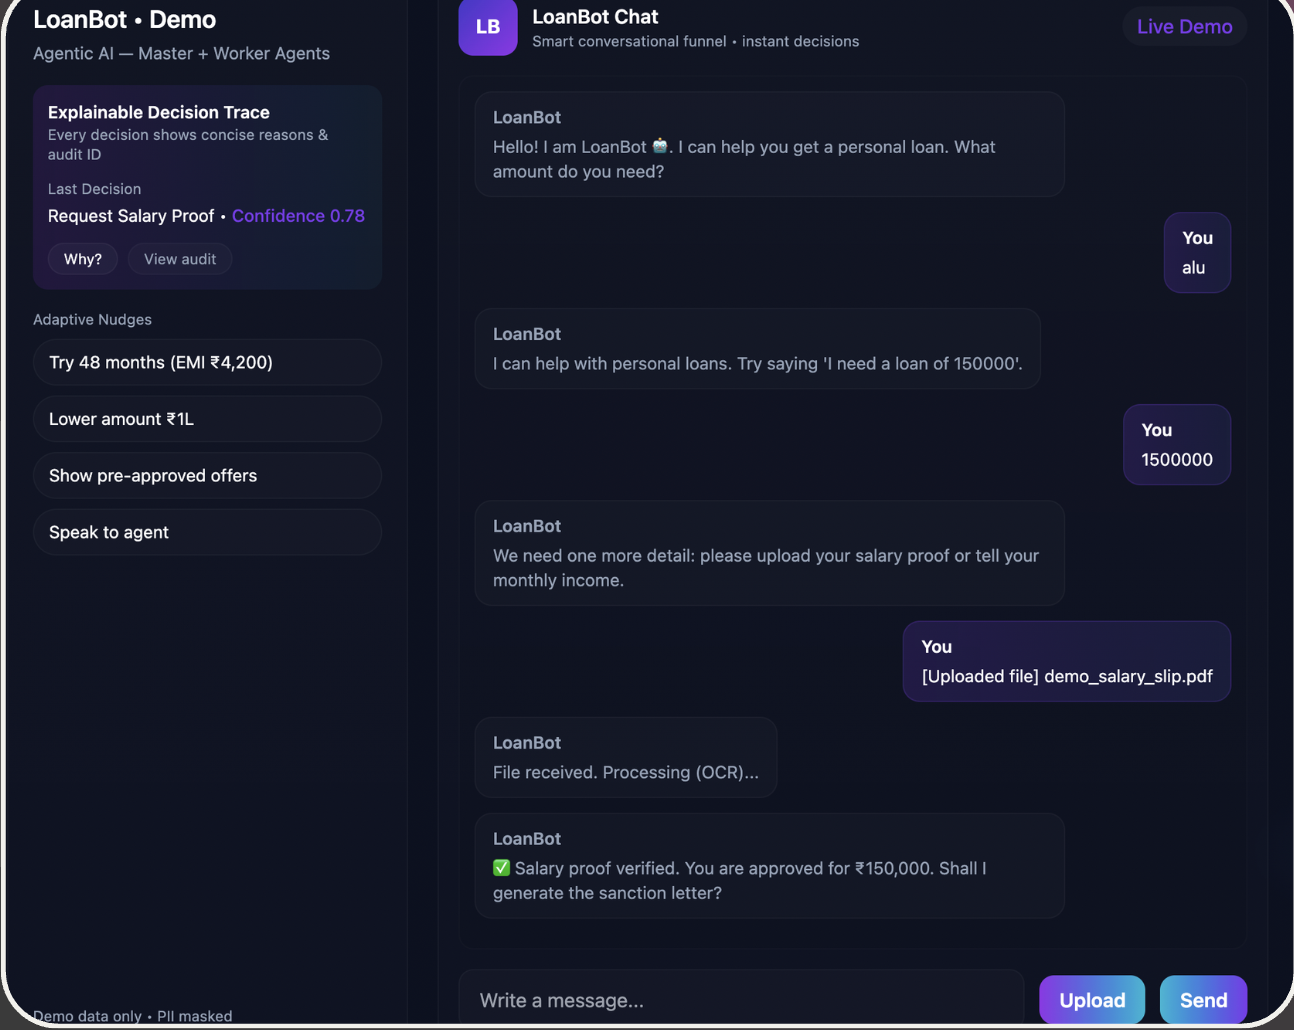 LoanBot • Demo
Agentic AI — Master + Worker Agents
Explainable Decision Trace
Every decision shows concise reasons &
audit ID
Last Decision
Request Salary Proof • Confidence 0.78
Why?
View audit
Adaptive Nudges
Try 48 months (EMI ₹4,200)
Lower amount ₹1L
Show pre-approved offers
Speak to agent
Demo data only • PII masked
LB
LoanBot Chat
Smart conversational funnel • instant decisions
Live Demo
LoanBot
Hello! I am LoanBot 🤖. I can help you get a personal loan. What
amount do you need?
You
alu
LoanBot
I can help with personal loans. Try saying 'I need a loan of 150000'.
You
1500000
LoanBot
We need one more detail: please upload your salary proof or tell your
monthly income.
You
[Uploaded file] demo_salary_slip.pdf
LoanBot
File received. Processing (OCR)...
LoanBot
✅ Salary proof verified. You are approved for ₹150,000. Shall I
generate the sanction letter?
Write a message...
Upload
Send